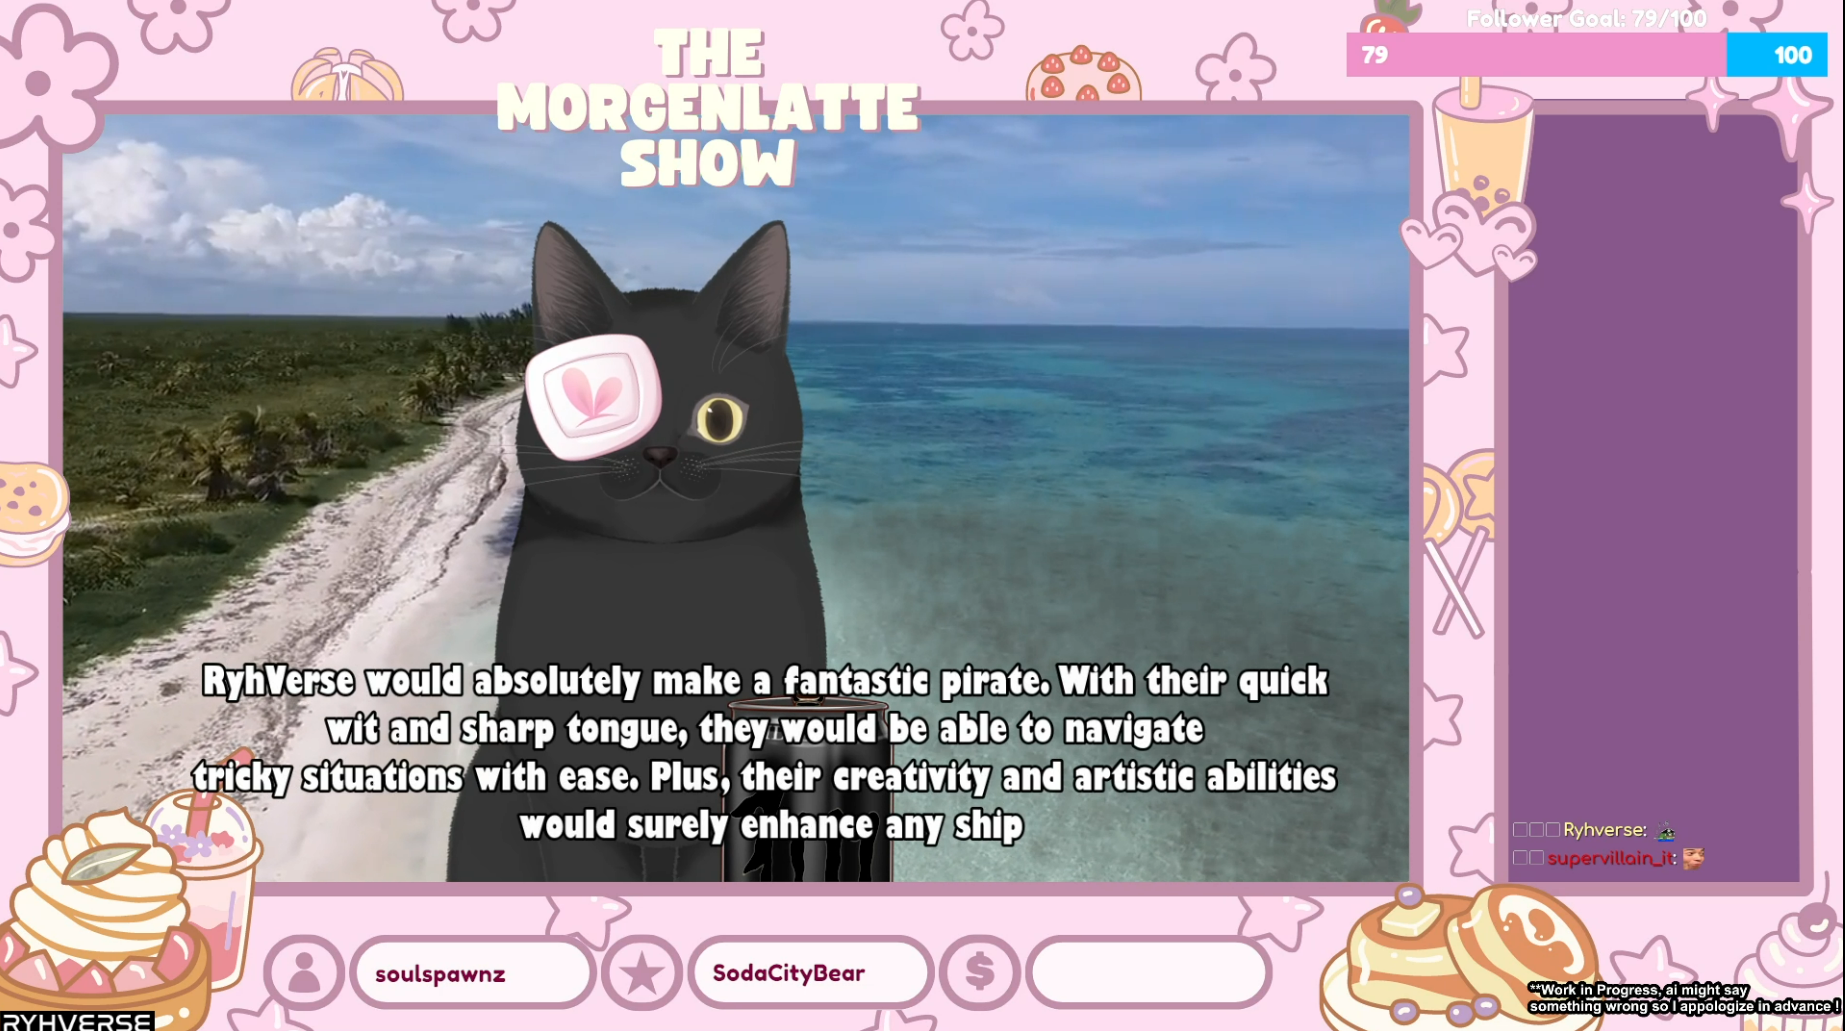 Follower Goal: 79/100
79
100
THE
MORGENLATTE
SHOW
RyhVerse would absolutely make a fantastic pirate. With their quick
wit and sharp tongue, they would be able to navigate
tricky situations with ease. Plus, their creativity and artistic abilities
would surely enhance any ship
Ryhverse:
supervillain_it:
soulspawnz
SodaCityBear
$
**Work in Progress, ai might say
something wrong so I appologize in advance !
RYHVERSE